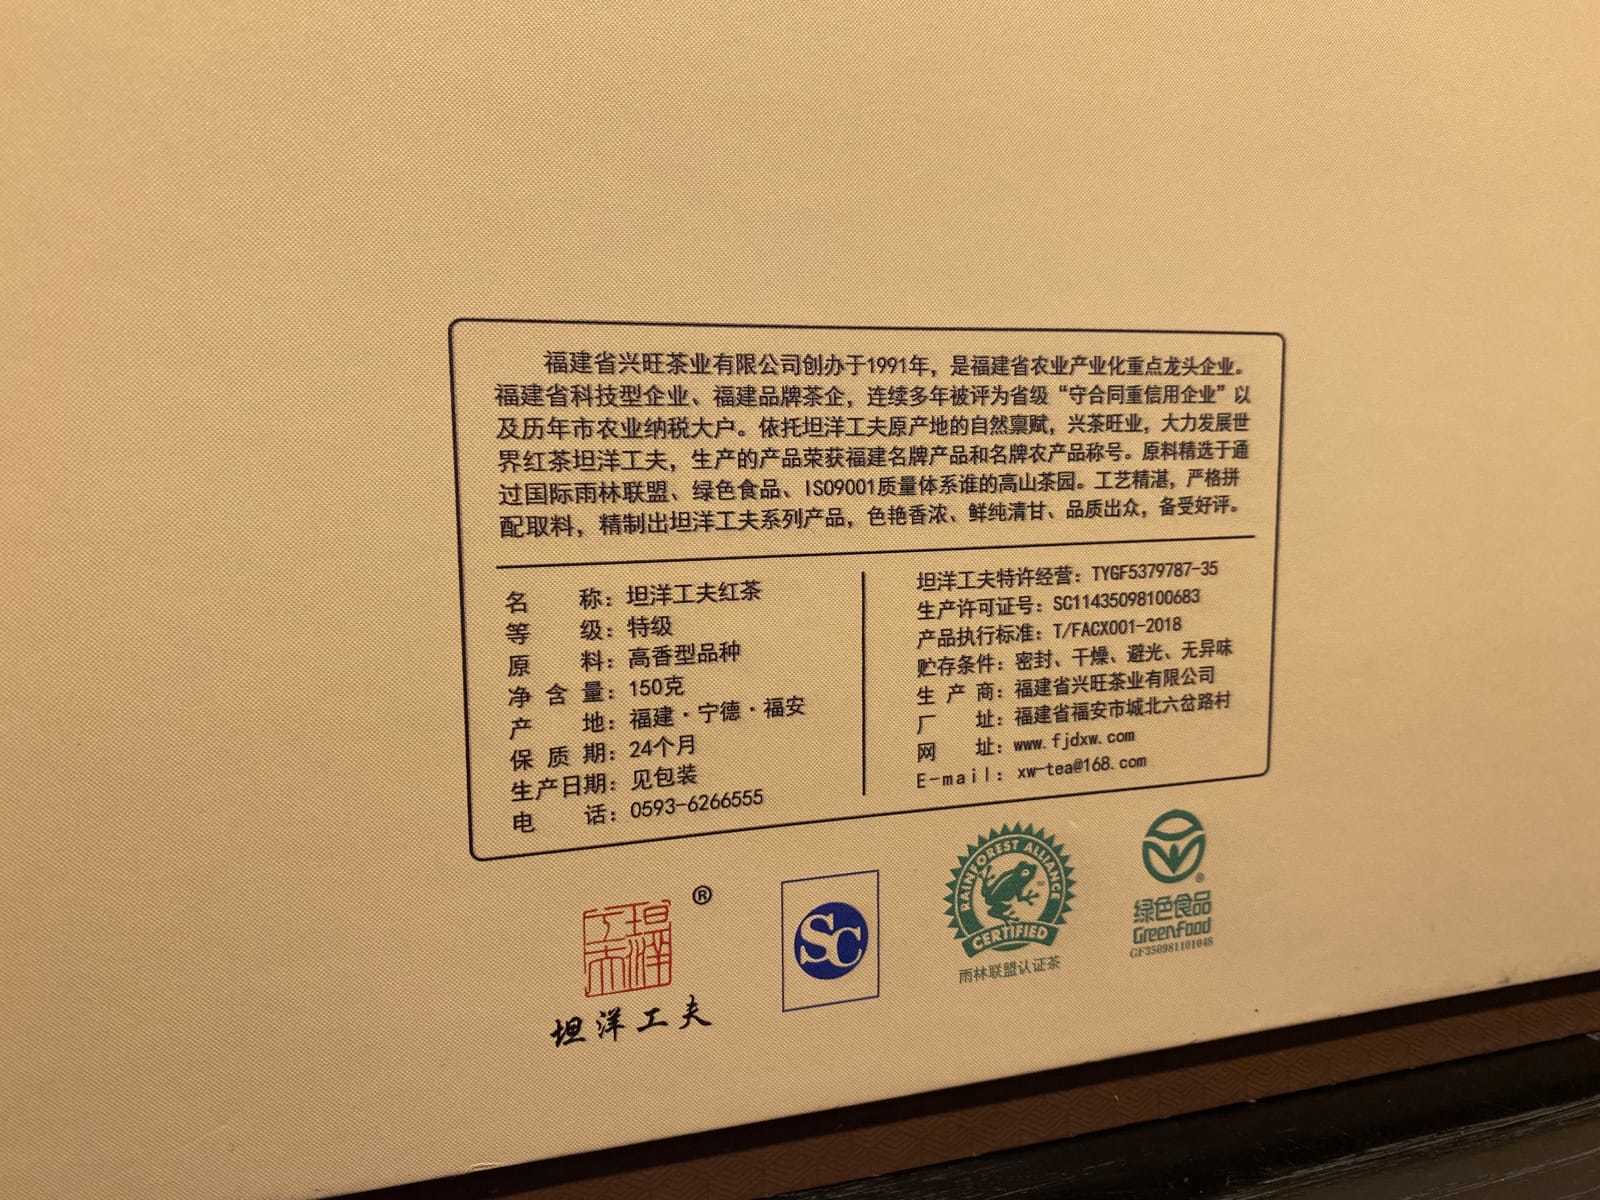 福建省兴旺茶业有限公司创办于1991年，是福建省农业产业化重点龙头企业。
福建省科技型企业、福建品牌茶企，连续多年被评为省级“守合同重信用企业”以
及历年市农业纳税大户。依托坦洋工夫原产地的自然禀赋，兴茶旺业，大力发展世
界红茶坦洋工夫，生产的产品荣获福建名牌产品和名牌农产品称号。原料精选于通
过国际雨林联盟、绿色食品、ISO9001质量体系谁的高山茶园。工艺精湛，严格拼
配取料，精制出坦洋工夫系列产品，色艳香浓、鲜纯清甘、品质出众，备受好评。
名称：坦洋工夫红茶
等级：特级
原料：高香型品种
净含量：150克
产地：福建·宁德·福安
保质期：24个月
生产日期：见包装
电话：0593-6266555
坦洋工夫特许经营：TYGF5379787-35
生产许可证号：SC11435098100683
产品执行标准：T/FACX001-2018
贮存条件：密封、干燥、避光、无异味
生产商：福建省兴旺茶业有限公司
厂址：福建省福安市城北六岔路村
网址：www.fjdxw.com
E-mail：xw-tea@168.com
坦洋工夫
®
坦洋工夫
SC
RAINFOREST ALLIANCE
CERTIFIED
雨林联盟认证茶
®
绿色食品
Greenfood
GF350981101048